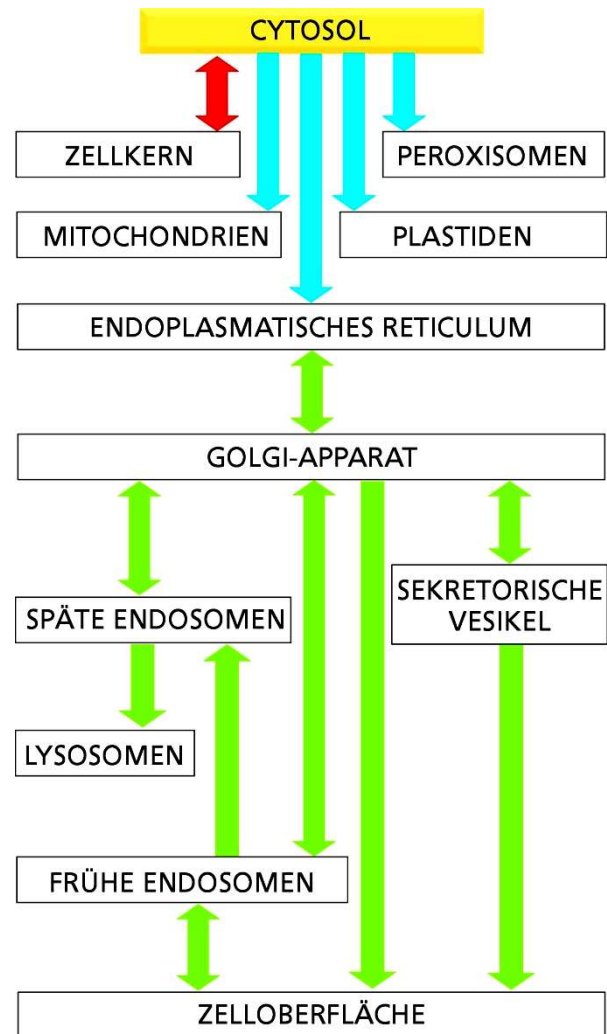 CYTOSOL
ZELLKERN
PEROXISOMEN
MITOCHONDRIEN
PLASTIDEN
ENDOPLASMATISCHES RETICULUM
GOLGI-APPARAT
SPÄTE ENDOSOMEN
SEKRETORISCHE
VESIKEL
LYSOSOMEN
FRÜHE ENDOSOMEN
ZELLOBERFLÄCHE